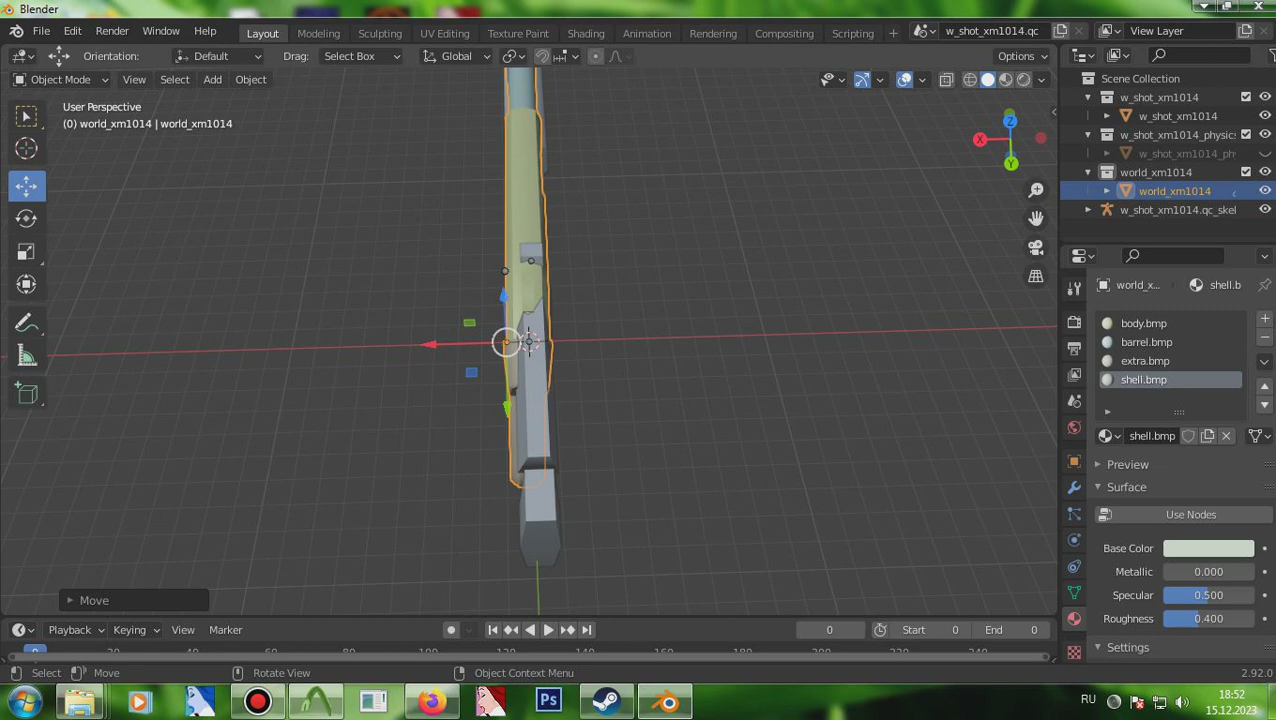 Blender
File Edit Render Window Help Layout Modeling Sculpting UV Editing Texture Paint Shading Animation Rendering Compositing Scripting + w_shot_xm1014.qc View Layer
Orientation: Default Drag: Select Box Global Options
Object Mode View Select Add Object
Scene Collection
User Perspective
(0) world_xm1014 | world_xm1014
w_shot_xm1014
w_shot_xm1014
w_shot_xm1014_physics
w_shot_xm1014_ph
world_xm1014
world_xm1014
w_shot_xm1014.qc_skel
Z
X
Y
world_x... shell.b
body.bmp
barrel.bmp
extra.bmp
shell.bmp
shell.bmp
Preview
Surface
Use Nodes
Base Color
Metallic 0.000
Specular 0.500
Roughness 0.400
Settings
Move
Playback Keying View Marker 0 Start 0 End 0
0 20
Select Move Rotate View Object Context Menu 2.92.0
Ps RU 18:52
15.12.2023